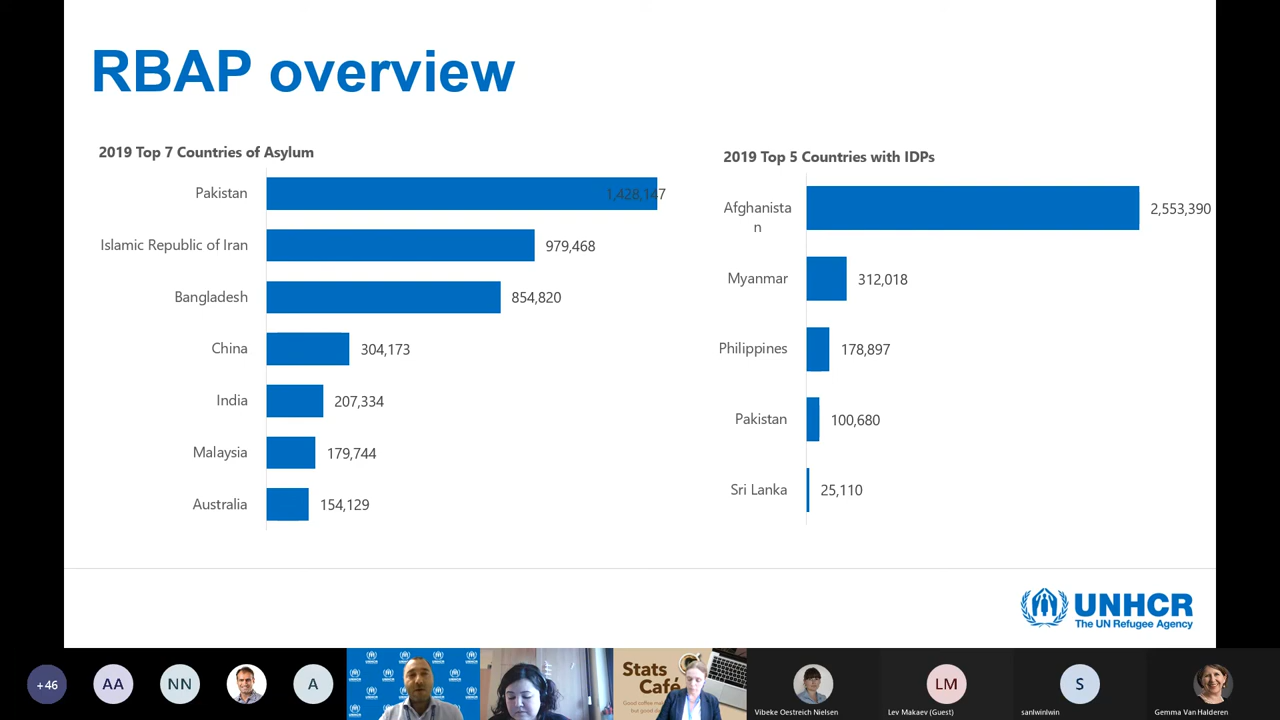 RBAP overview
2019 Top 7 Countries of Asylum
Pakistan 1,428,147
Islamic Republic of Iran 979,468
Bangladesh 854,820
China 304,173
India 207,334
Malaysia 179,744
Australia 154,129
2019 Top 5 Countries with IDPs
Afghanista
n
2,553,390
Myanmar 312,018
Philippines 178,897
Pakistan 100,680
Sri Lanka 25,110
UNHCR
The UN Refugee Agency
+46
AA
NN
A
Stats
Café
Vibeke Oestreich Nielsen
LM
Lev Makaev (Guest)
S
sanlwinlwin
Gemma Van Halderen